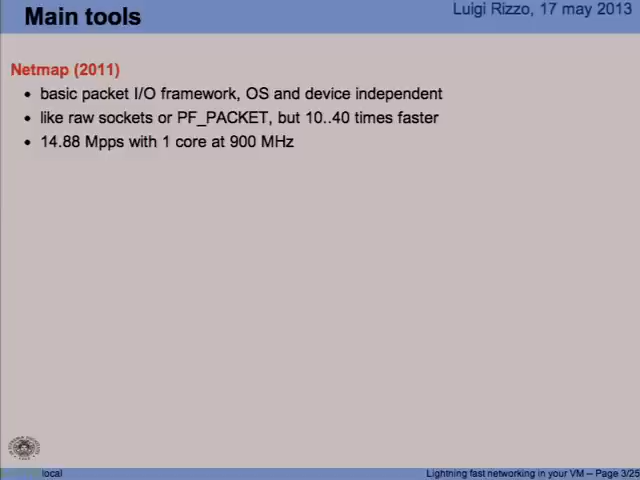 Main tools
Luigi Rizzo, 17 may 2013
Netmap (2011)
• basic packet I/O framework, OS and device independent
• like raw sockets or PF_PACKET, but 10..40 times faster
• 14.88 Mpps with 1 core at 900 MHz
local
Lightning fast networking in your VM – Page 3/25